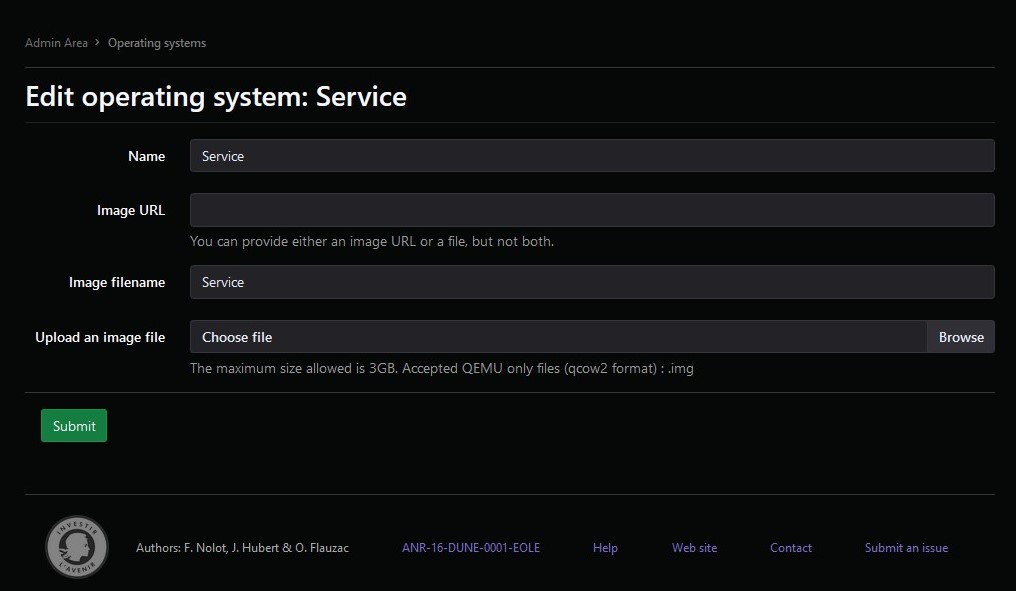 Admin Area > Operating systems
Edit operating system: Service
Name Service
Image URL
You can provide either an image URL or a file, but not both.
Image filename Service
Upload an image file Choose file Browse
The maximum size allowed is 3GB. Accepted QEMU only files (qcow2 format) : .img
Submit
INVESTIR L'AVENIR
Authors: F. Nolot, J. Hubert & O. Flauzac ANR-16-DUNE-0001-EOLE Help Web site Contact Submit an issue